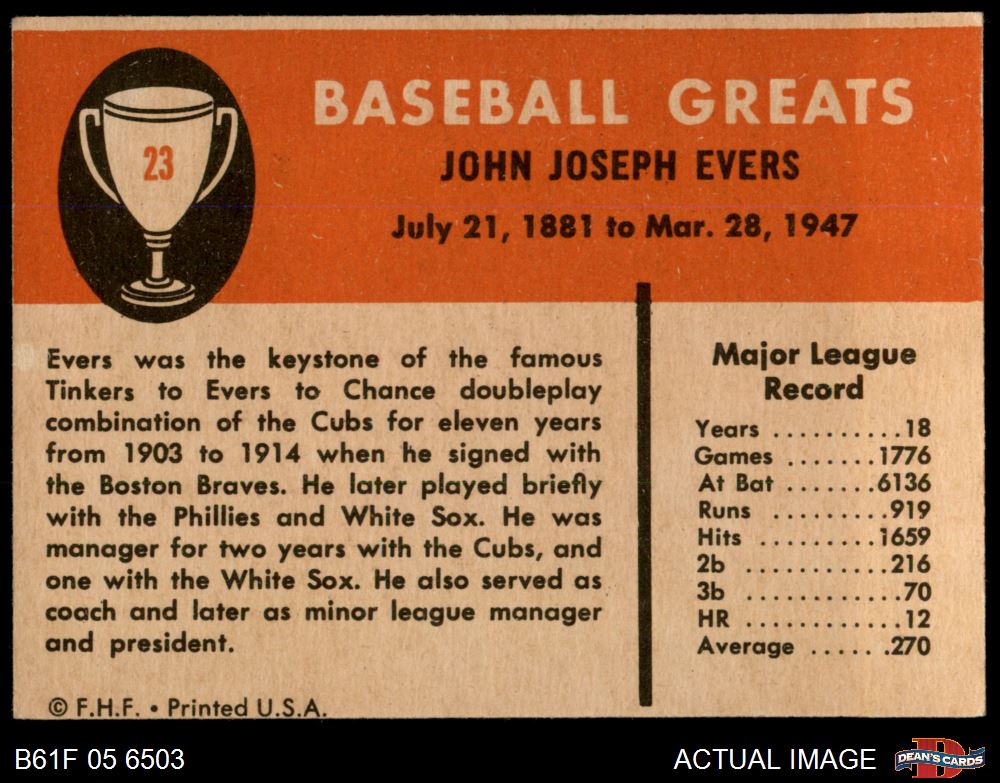 23
BASEBALL GREATS
JOHN JOSEPH EVERS
July 21, 1881 to Mar. 28, 1947
Evers was the keystone of the famous
Tinkers to Evers to Chance doubleplay
combination of the Cubs for eleven years
from 1903 to 1914 when he signed with
the Boston Braves. He later played briefly
with the Phillies and White Sox. He was
manager for two years with the Cubs, and
one with the White Sox. He also served as
coach and later as minor league manager
and president.
© F.H.F. • Printed U.S.A.
Major League
Record
Years ..........18
Games .......1776
At Bat .......6136
Runs .........919
Hits .........1659
2b ...........216
3b ............70
HR ............12
Average .......270
B61F 05 6503
ACTUAL IMAGE
D
DEAN'S CARDS